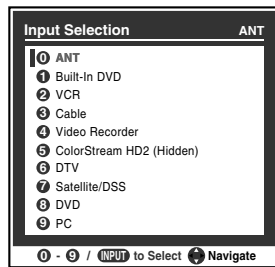 Input Selection ANT
0 ANT
1 Built-In DVD
2 VCR
3 Cable
4 Video Recorder
5 ColorStream HD2 (Hidden)
6 DTV
7 Satellite/DSS
8 DVD
9 PC
0 - 9 / INPUT to Select Navigate